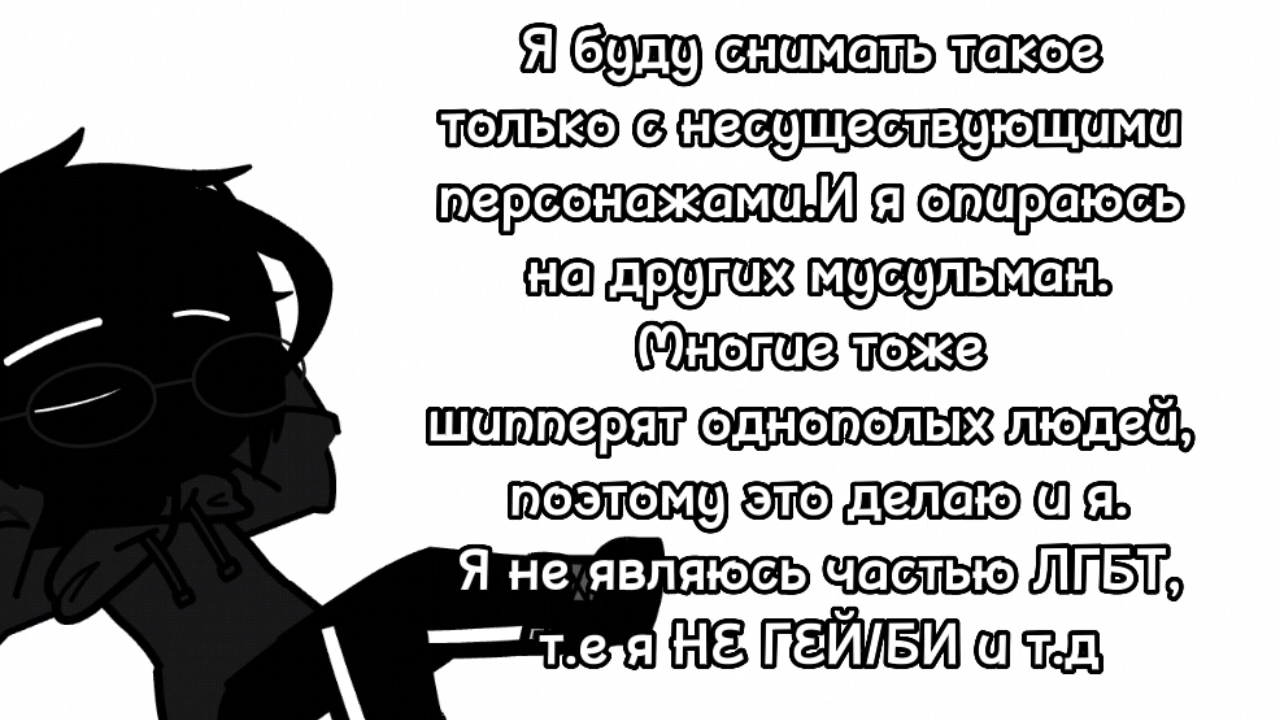 Я буду снимать такое
только с несуществующими
персонажами.И я опираюсь
на других мусульман.
Многие тоже
шипперят однополых людей,
поэтому это делаю и я.
Я не являюсь частью ЛГБТ,
т.е я НЕ ГЕЙ/БИ и т.д